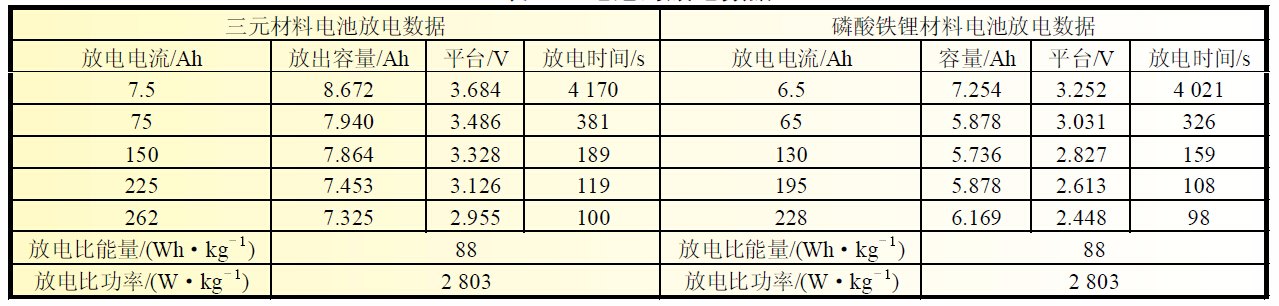 三元材料电池放电数据 磷酸铁锂材料电池放电数据
放电电流/Ah 放出容量/Ah 平台/V 放电时间/s 放电电流/Ah 容量/Ah 平台/V 放电时间/s
7.5 8.672 3.684 4 170 6.5 7.254 3.252 4 021
75 7.940 3.486 381 65 5.878 3.031 326
150 7.864 3.328 189 130 5.736 2.827 159
225 7.453 3.126 119 195 5.878 2.613 108
262 7.325 2.955 100 228 6.169 2.448 98
放电比能量/(Wh·kg⁻¹) 88 放电比能量/(Wh·kg⁻¹) 88
放电比功率/(W·kg⁻¹) 2 803 放电比功率/(W·kg⁻¹) 2 803